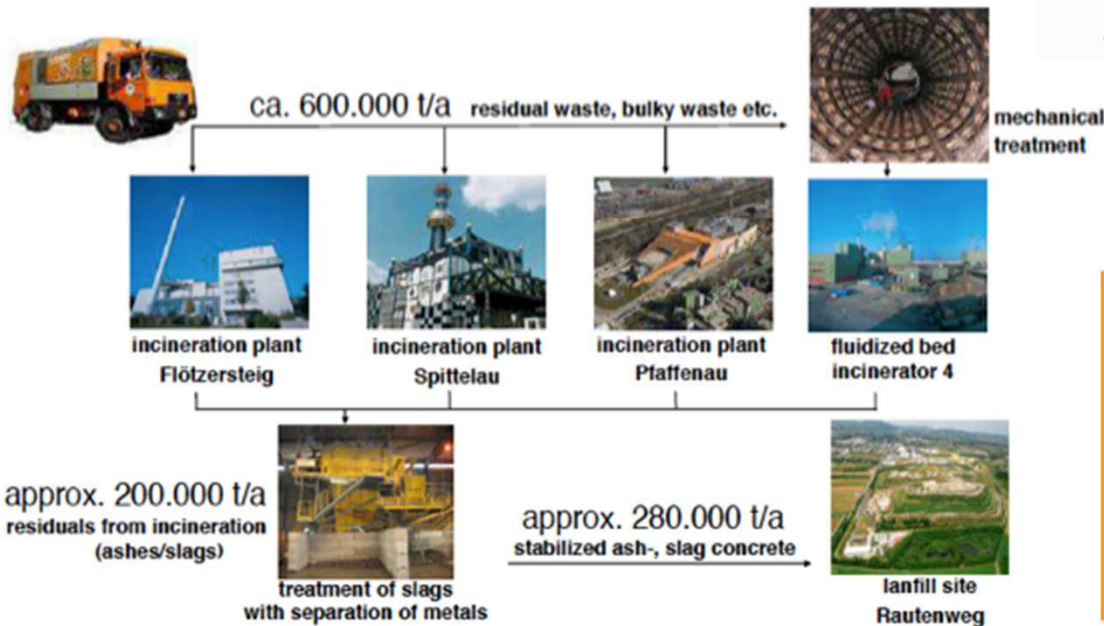 ca. 600.000 t/a residual waste, bulky waste etc.
mechanical
treatment
incineration plant
Flötzersteig
incineration plant
Spittelau
incineration plant
Pfaffenau
fluidized bed
incinerator 4
approx. 200.000 t/a
residuals from incineration
(ashes/slags)
treatment of slags
with separation of metals
approx. 280.000 t/a
stabilized ash-, slag concrete
lanfill site
Rautenweg